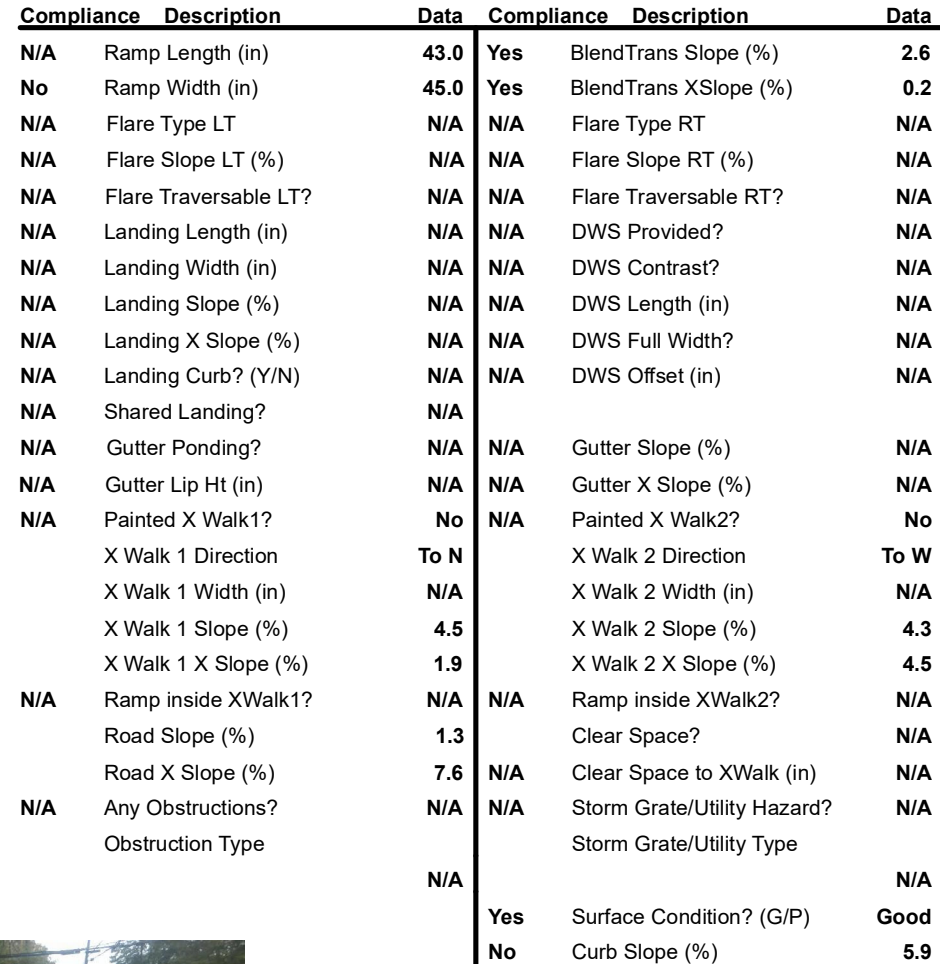 Compliance Description Data Compliance Description Data
N/A Ramp Length (in) 43.0 Yes BlendTrans Slope (%) 2.6
No Ramp Width (in) 45.0 Yes BlendTrans XSlope (%) 0.2
N/A Flare Type LT N/A N/A Flare Type RT N/A
N/A Flare Slope LT (%) N/A N/A Flare Slope RT (%) N/A
N/A Flare Traversable LT? N/A N/A Flare Traversable RT? N/A
N/A Landing Length (in) N/A N/A DWS Provided? N/A
N/A Landing Width (in) N/A N/A DWS Contrast? N/A
N/A Landing Slope (%) N/A N/A DWS Length (in) N/A
N/A Landing X Slope (%) N/A N/A DWS Full Width? N/A
N/A Landing Curb? (Y/N) N/A N/A DWS Offset (in) N/A
N/A Shared Landing? N/A
N/A Gutter Ponding? N/A N/A Gutter Slope (%) N/A
N/A Gutter Lip Ht (in) N/A N/A Gutter X Slope (%) N/A
N/A Painted X Walk1? No N/A Painted X Walk2? No
X Walk 1 Direction To N X Walk 2 Direction To W
X Walk 1 Width (in) N/A X Walk 2 Width (in) N/A
X Walk 1 Slope (%) 4.5 X Walk 2 Slope (%) 4.3
X Walk 1 X Slope (%) 1.9 X Walk 2 X Slope (%) 4.5
N/A Ramp inside XWalk1? N/A N/A Ramp inside XWalk2? N/A
Road Slope (%) 1.3 Clear Space? N/A
Road X Slope (%) 7.6 N/A Clear Space to XWalk (in) N/A
N/A Any Obstructions? N/A N/A Storm Grate/Utility Hazard? N/A
Obstruction Type Storm Grate/Utility Type
N/A N/A
Yes Surface Condition? (G/P) Good
No Curb Slope (%) 5.9